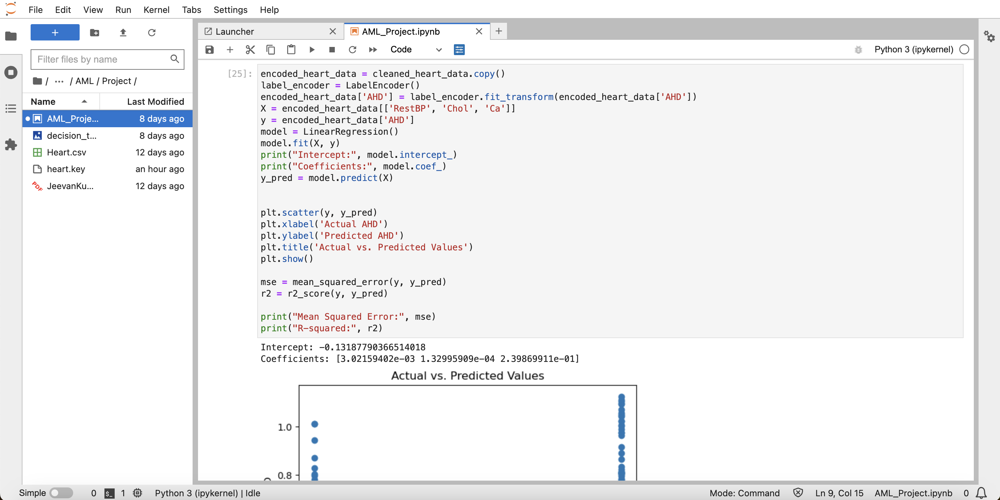 File Edit View Run Kernel Tabs Settings Help
Launcher
AML_Project.ipynb
Code
Python 3 (ipykernel)
Filter files by name
/ ... / AML / Project /
Name Last Modified
AML_Proje... 8 days ago
decision_t... 8 days ago
Heart.csv 12 days ago
heart.key an hour ago
PDF JeevanKu... 12 days ago
[25]: encoded_heart_data = cleaned_heart_data.copy()
label_encoder = LabelEncoder()
encoded_heart_data['AHD'] = label_encoder.fit_transform(encoded_heart_data['AHD'])
X = encoded_heart_data[['RestBP', 'Chol', 'Ca']]
y = encoded_heart_data['AHD']
model = LinearRegression()
model.fit(X, y)
print("Intercept:", model.intercept_)
print("Coefficients:", model.coef_)
y_pred = model.predict(X)
plt.scatter(y, y_pred)
plt.xlabel('Actual AHD')
plt.ylabel('Predicted AHD')
plt.title('Actual vs. Predicted Values')
plt.show()
mse = mean_squared_error(y, y_pred)
r2 = r2_score(y, y_pred)
print("Mean Squared Error:", mse)
print("R-squared:", r2)
Intercept: -0.13187790366514018
Coefficients: [3.02159402e-03 1.32995909e-04 2.39869911e-01]
Actual vs. Predicted Values
1.0
0.8
Simple 0 $_ 1 Python 3 (ipykernel) | Idle Mode: Command Ln 9, Col 15 AML_Project.ipynb 0